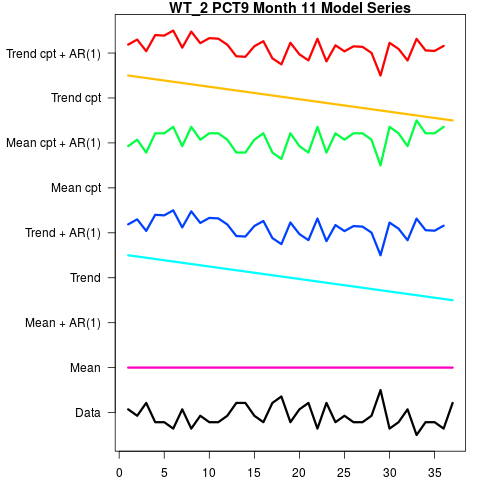 WT_2 PCT9 Month 11 Model Series
Trend cpt + AR(1)
Trend cpt
Mean cpt + AR(1)
Mean cpt
Trend + AR(1)
Trend
Mean + AR(1)
Mean
Data
0 5 10 15 20 25 30 35